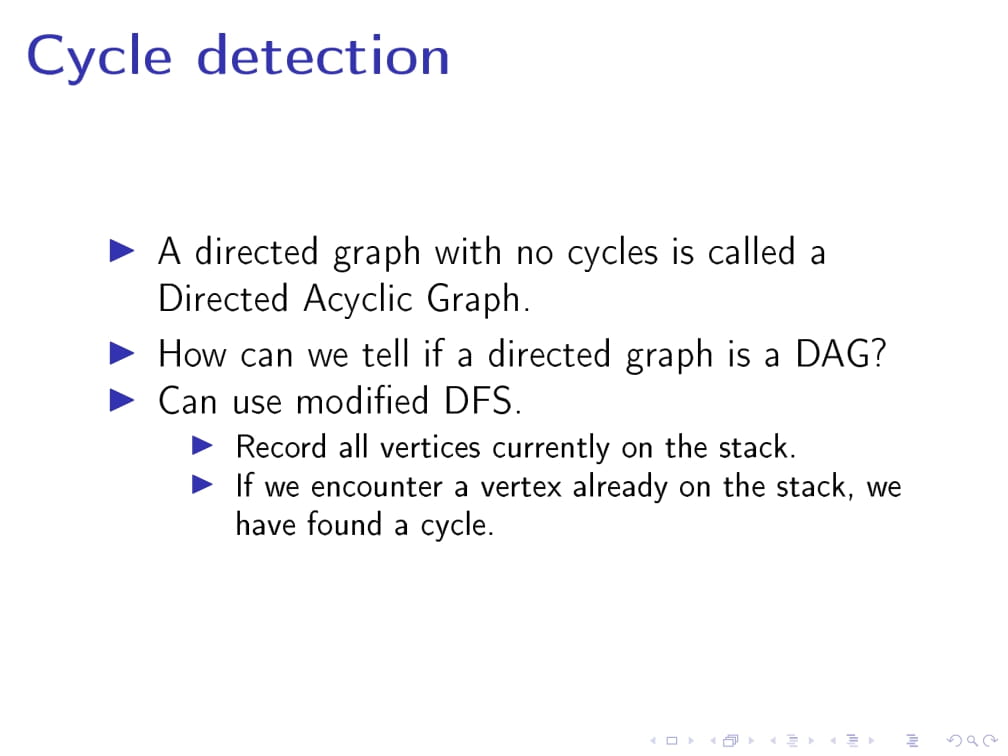 Cycle detection
▶ A directed graph with no cycles is called a
Directed Acyclic Graph.
▶ How can we tell if a directed graph is a DAG?
▶ Can use modified DFS.
▶ Record all vertices currently on the stack.
▶ If we encounter a vertex already on the stack, we
have found a cycle.